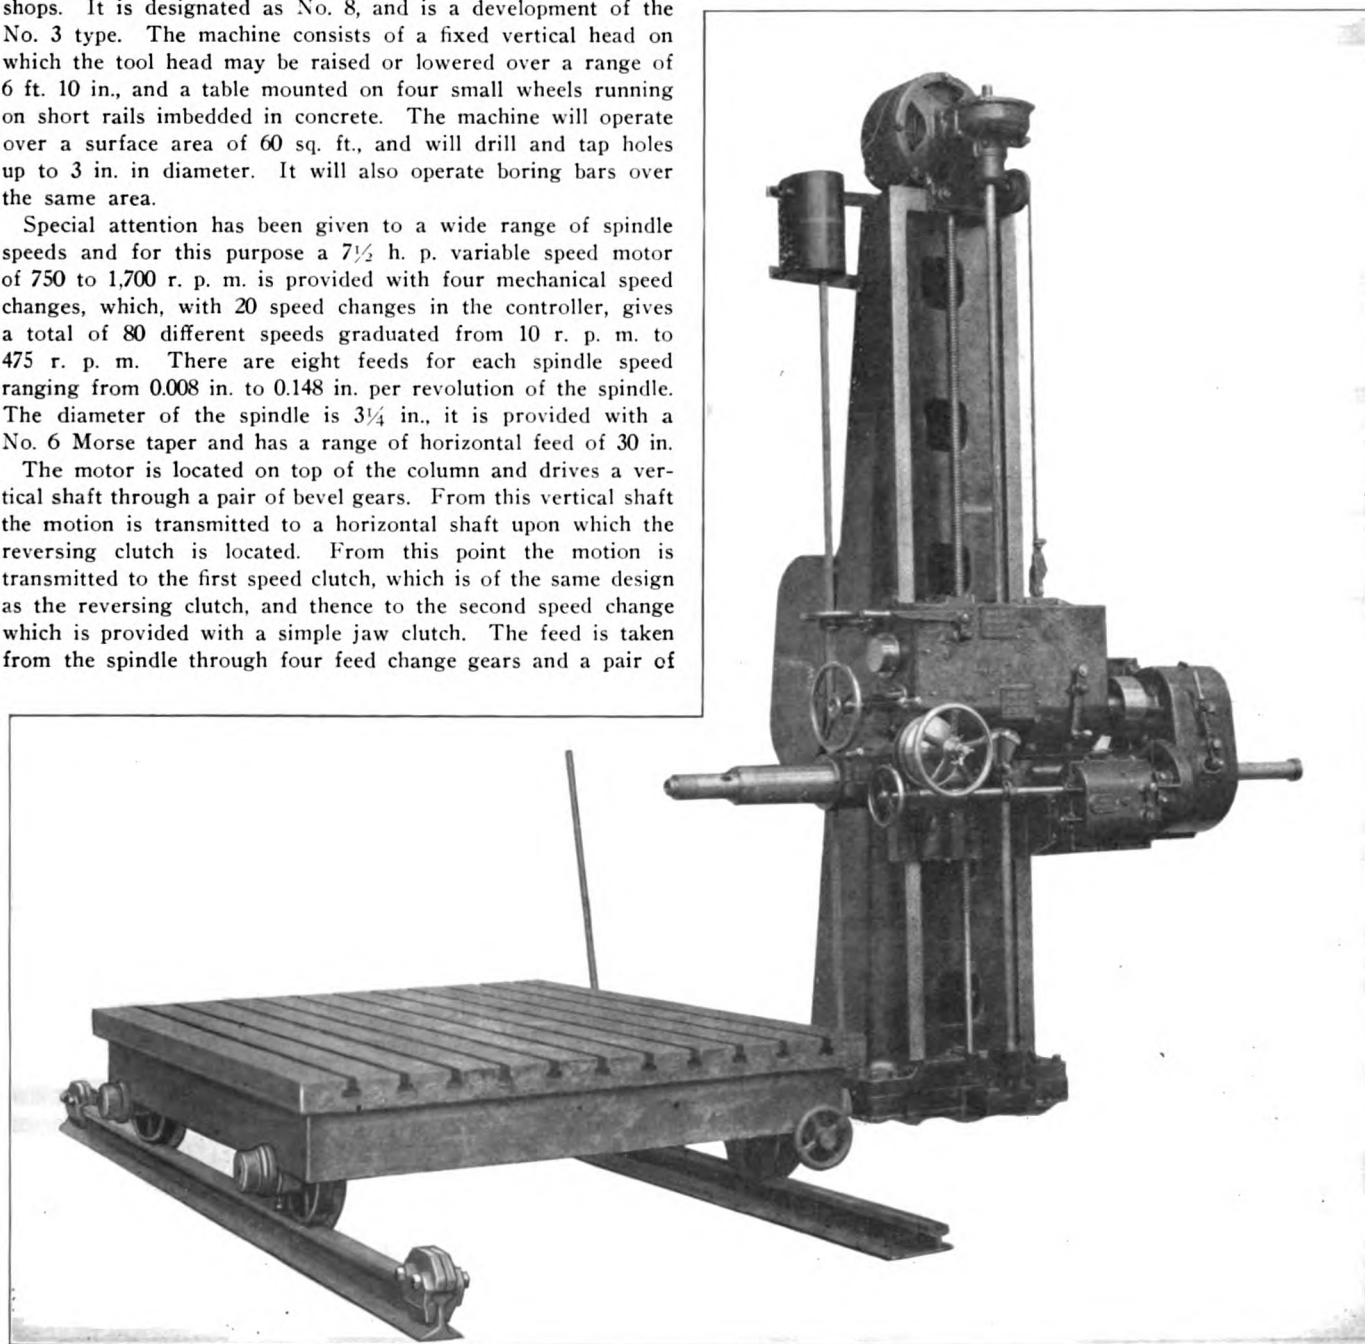 shops. It is designated as No. 8, and is a development of the
No. 3 type. The machine consists of a fixed vertical head on
which the tool head may be raised or lowered over a range of
6 ft. 10 in., and a table mounted on four small wheels running
on short rails imbedded in concrete. The machine will operate
over a surface area of 60 sq. ft., and will drill and tap holes
up to 3 in. in diameter. It will also operate boring bars over
the same area.
Special attention has been given to a wide range of spindle
speeds and for this purpose a 7½ h. p. variable speed motor
of 750 to 1,700 r. p. m. is provided with four mechanical speed
changes, which, with 20 speed changes in the controller, gives
a total of 80 different speeds graduated from 10 r. p. m. to
475 r. p. m. There are eight feeds for each spindle speed
ranging from 0.008 in. to 0.148 in. per revolution of the spindle.
The diameter of the spindle is 3¼ in., it is provided with a
No. 6 Morse taper and has a range of horizontal feed of 30 in.
The motor is located on top of the column and drives a ver-
tical shaft through a pair of bevel gears. From this vertical shaft
the motion is transmitted to a horizontal shaft upon which the
reversing clutch is located. From this point the motion is
transmitted to the first speed clutch, which is of the same design
as the reversing clutch, and thence to the second speed change
which is provided with a simple jaw clutch. The feed is taken
from the spindle through four feed change gears and a pair of